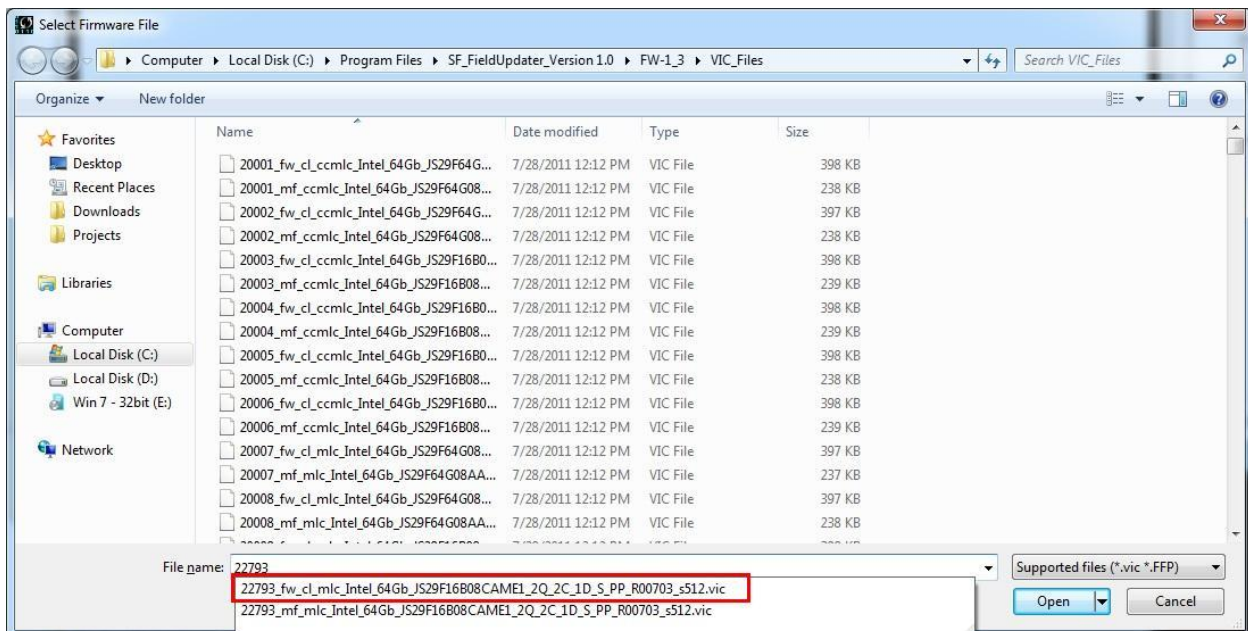 Select Firmware File
Computer ▸ Local Disk (C:) ▸ Program Files ▸ SF_FieldUpdater_Version 1.0 ▸ FW-1_3 ▸ VIC_Files
Search VIC_Files
Organize
New folder
Favorites
Desktop
Recent Places
Downloads
Projects
Libraries
Computer
Local Disk (C:)
Local Disk (D:)
Win 7 - 32bit (E:)
Network
Name Date modified Type Size
20001_fw_cl_ccmlc_Intel_64Gb_JS29F64G... 7/28/2011 12:12 PM VIC File 398 KB
20001_mf_ccmlc_Intel_64Gb_JS29F64G08... 7/28/2011 12:12 PM VIC File 238 KB
20002_fw_cl_ccmlc_Intel_64Gb_JS29F64G... 7/28/2011 12:12 PM VIC File 397 KB
20002_mf_ccmlc_Intel_64Gb_JS29F64G08... 7/28/2011 12:12 PM VIC File 238 KB
20003_fw_cl_ccmlc_Intel_64Gb_JS29F16B0... 7/28/2011 12:12 PM VIC File 398 KB
20003_mf_ccmlc_Intel_64Gb_JS29F16B08... 7/28/2011 12:12 PM VIC File 239 KB
20004_fw_cl_ccmlc_Intel_64Gb_JS29F16B0... 7/28/2011 12:12 PM VIC File 398 KB
20004_mf_ccmlc_Intel_64Gb_JS29F16B08... 7/28/2011 12:12 PM VIC File 239 KB
20005_fw_cl_ccmlc_Intel_64Gb_JS29F16B0... 7/28/2011 12:12 PM VIC File 398 KB
20005_mf_ccmlc_Intel_64Gb_JS29F16B08... 7/28/2011 12:12 PM VIC File 238 KB
20006_fw_cl_ccmlc_Intel_64Gb_JS29F16B0... 7/28/2011 12:12 PM VIC File 398 KB
20006_mf_ccmlc_Intel_64Gb_JS29F16B08... 7/28/2011 12:12 PM VIC File 239 KB
20007_fw_cl_mlc_Intel_64Gb_JS29F64G08... 7/28/2011 12:12 PM VIC File 397 KB
20007_mf_mlc_Intel_64Gb_JS29F64G08AA... 7/28/2011 12:12 PM VIC File 237 KB
20008_fw_cl_mlc_Intel_64Gb_JS29F64G08... 7/28/2011 12:12 PM VIC File 397 KB
20008_mf_mlc_Intel_64Gb_JS29F64G08AA... 7/28/2011 12:12 PM VIC File 238 KB
File name: 22793
Supported files (*.vic *.FFP)
22793_fw_cl_mlc_Intel_64Gb_JS29F16B08CAME1_2Q_2C_1D_S_PP_R00703_s512.vic
22793_mf_mlc_Intel_64Gb_JS29F16B08CAME1_2Q_2C_1D_S_PP_R00703_s512.vic
Open
Cancel